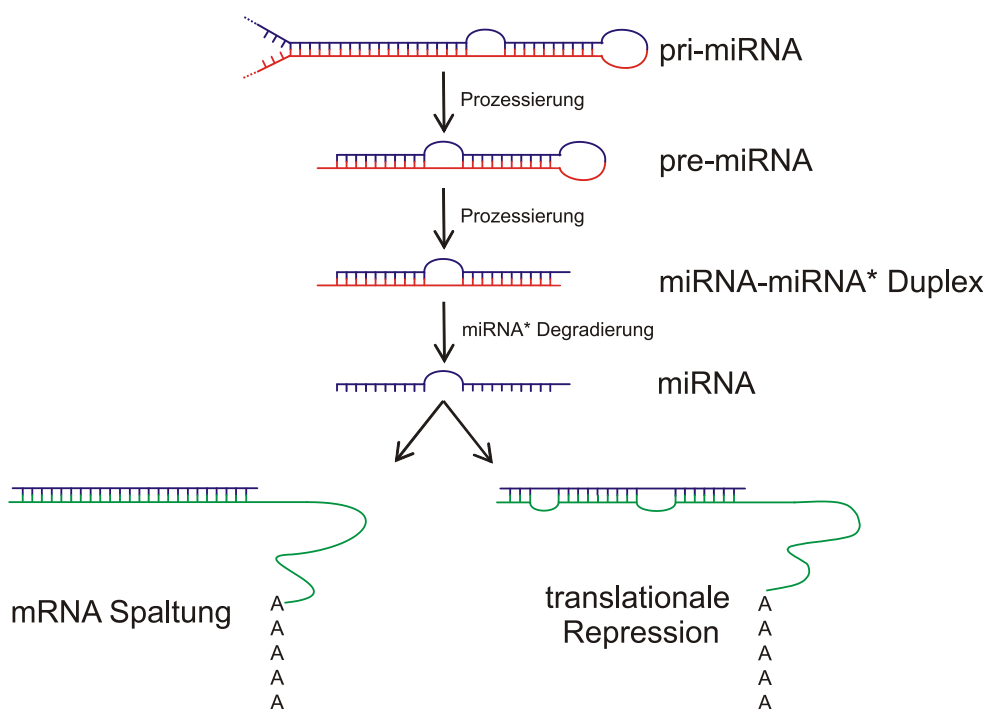 pri-miRNA
Prozessierung
pre-miRNA
Prozessierung
miRNA-miRNA* Duplex
miRNA* Degradierung
miRNA
mRNA Spaltung
A
A
A
A
A
translationale
Repression
A
A
A
A
A